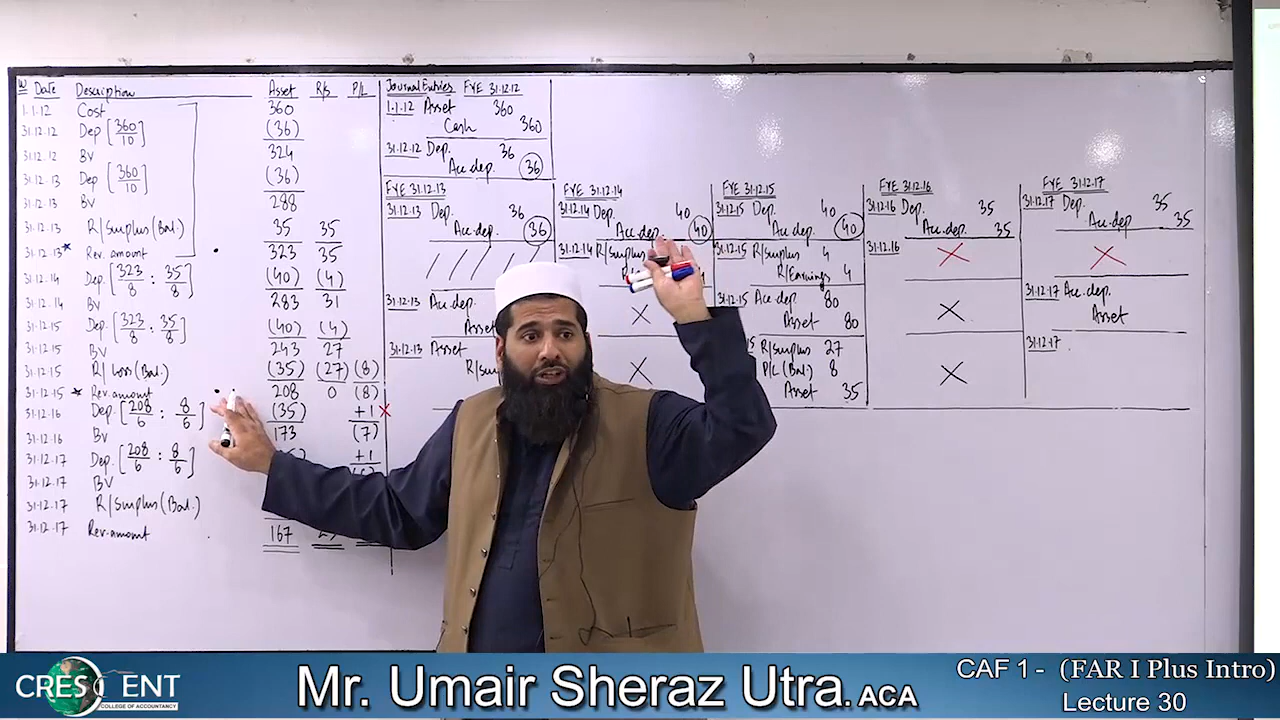 W Date Description Asset R/s P/L
1.1.12 Cost 360
31.12.12 Dep [360/10] (36)
31.12.12 BV 324
31.12.13 Dep [360/10] (36)
31.12.13 BV 288
31.12.13 R/Surplus (Bal.) 35 35
31.12.13* Rev. amount 323 35
31.12.14 Dep. [323/8 : 35/8] (40) (4)
31.12.14 BV 283 31
31.12.15 Dep [323/8 : 35/8] (40) (4)
31.12.15 BV 243 27
31.12.15 R/Loss (Bal.) (35) (27) (8)
31.12.15 * Rev. amount 208 0 (8)
31.12.16 Dep. [208/6 : 8/6] (35) +1 ×
31.12.16 BV 173 (7)
31.12.17 Dep. [208/6 : 8/6] +1
31.12.17 BV
31.12.17 R/Surplus (Bal.)
31.12.17 Rev. amount 167
Journal Entries FYE 31.12.12
1.1.12 Asset 360
Cash 360
31.12.12 Dep. 36
Acc. dep. 36
FYE 31.12.13
31.12.13 Dep. 36
Acc. dep. 36
31.12.13 Acc. dep.
Asset
31.12.13 Asset
R/Su
FYE 31.12.14
31.12.14 Dep. 40
Acc. dep. 40
31.12.14 R/Surplus
×
×
FYE 31.12.15
31.12.15 Dep. 40
Acc. dep. 40
31.12.15 R/Surplus 4
R/Earnings 4
31.12.15 Acc. dep. 80
Asset 80
15 R/Surplus 27
P/L (Bal.) 8
Asset 35
FYE 31.12.16
31.12.16 Dep. 35
Acc. dep. 35
31.12.16 ×
×
×
FYE 31.12.17
31.12.17 Dep. 35
Acc. dep. 35
×
31.12.17 Acc. dep.
Asset
31.12.17
CRESCENT
COLLEGE OF ACCOUNTANCY
Mr. Umair Sheraz Utra. ACA
CAF 1 - (FAR I Plus Intro)
Lecture 30